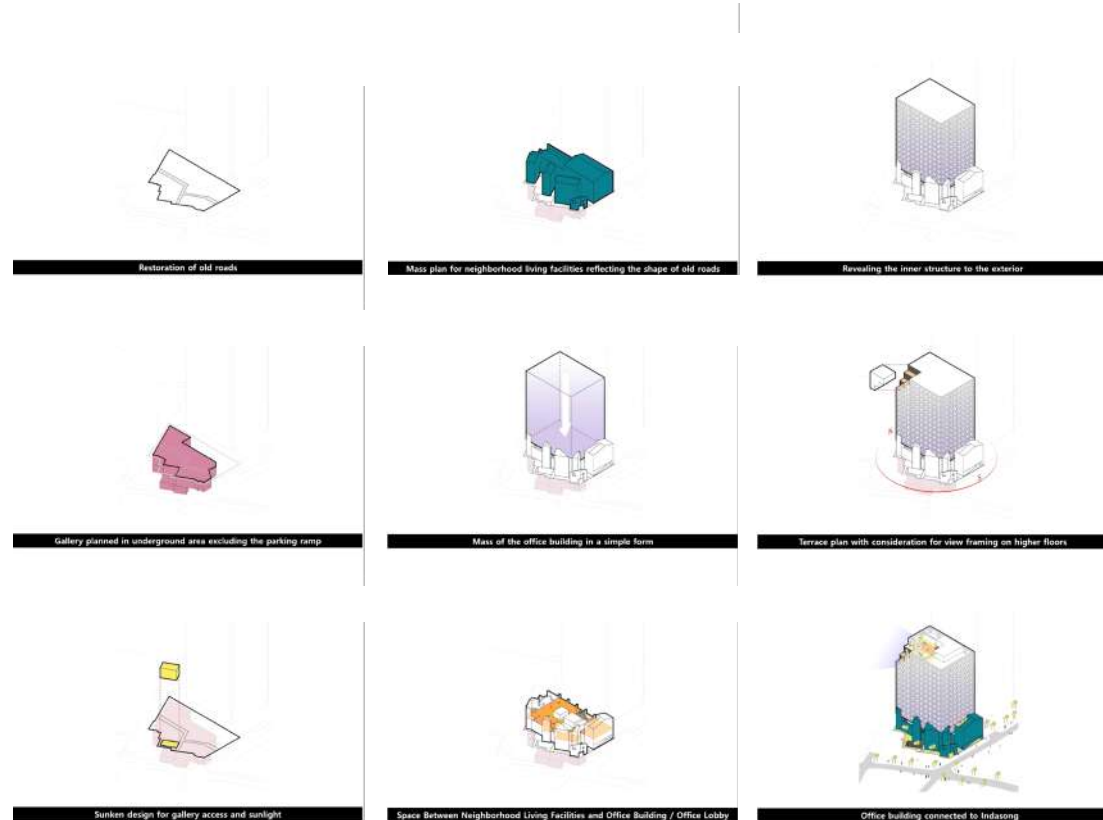 Restoration of old roads
Mass plan for neighborhood living facilities reflecting the shape of old roads
Revealing the inner structure to the exterior
Gallery planned in underground area excluding the parking ramp
Mass of the office building in a simple form
Terrace plan with consideration for view framing on higher floors
Sunken design for gallery access and sunlight
Space Between Neighborhood Living Facilities and Office Building / Office Lobby
Office building connected to Indasong